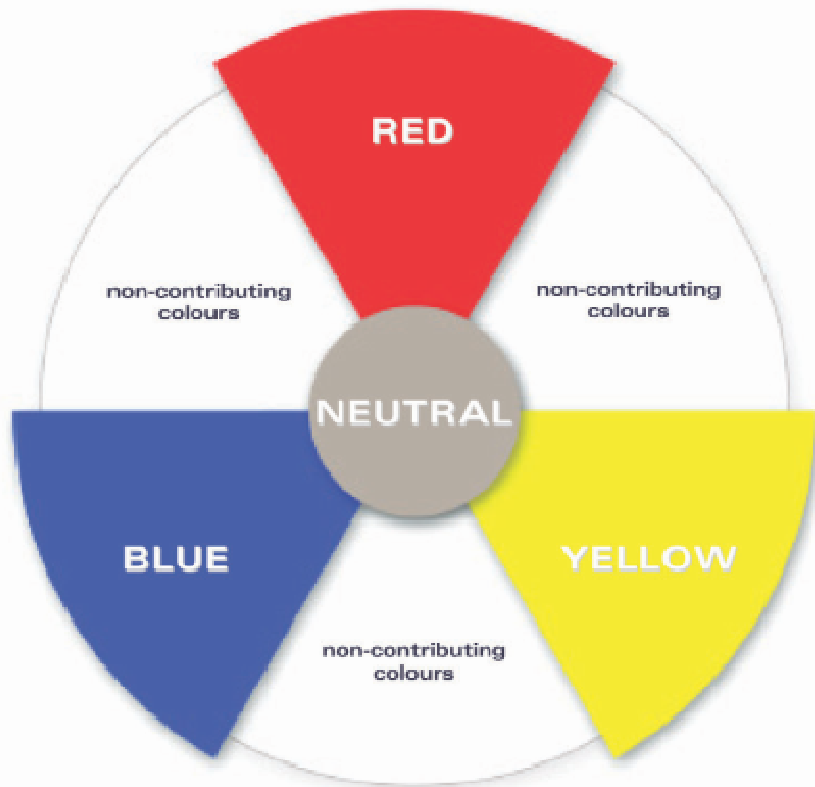 RED
non-contributing
colours
non-contributing
colours
NEUTRAL
BLUE
YELLOW
non-contributing
colours